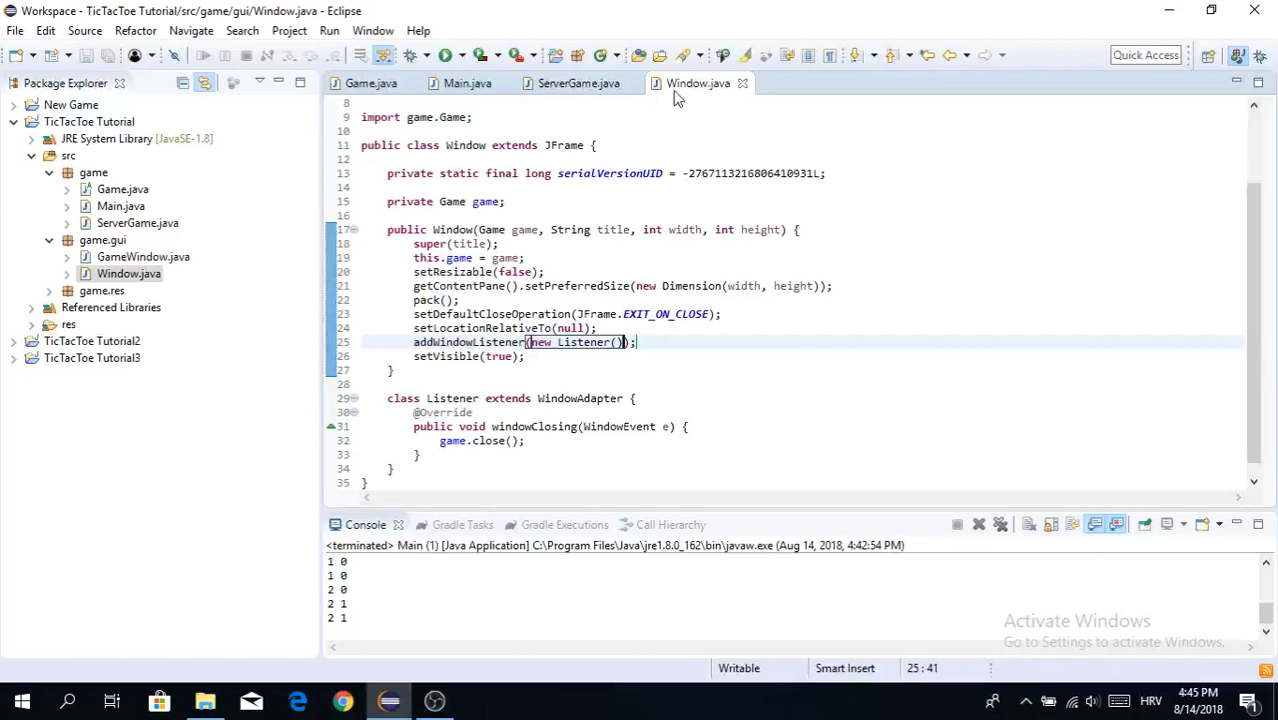 Workspace - TicTacToe Tutorial/src/game/gui/Window.java - Eclipse
File Edit Source Refactor Navigate Search Project Run Window Help
Quick Access
Package Explorer
Game.java Main.java ServerGame.java Window.java
New Game
TicTacToe Tutorial
JRE System Library [JavaSE-1.8]
src
game
Game.java
Main.java
ServerGame.java
game.gui
GameWindow.java
Window.java
game.res
Referenced Libraries
res
TicTacToe Tutorial2
TicTacToe Tutorial3
8
9 import game.Game;
10
11 public class Window extends JFrame {
12
13 private static final long serialVersionUID = -2767113216806410931L;
14
15 private Game game;
16
17 public Window(Game game, String title, int width, int height) {
18 super(title);
19 this.game = game;
20 setResizable(false);
21 getContentPane().setPreferredSize(new Dimension(width, height));
22 pack();
23 setDefaultCloseOperation(JFrame.EXIT_ON_CLOSE);
24 setLocationRelativeTo(null);
25 addWindowListener(new Listener());
26 setVisible(true);
27 }
28
29 class Listener extends WindowAdapter {
30 @Override
31 public void windowClosing(WindowEvent e) {
32 game.close();
33 }
34 }
35 }
Console Gradle Tasks Gradle Executions Call Hierarchy
<terminated> Main (1) [Java Application] C:\Program Files\Java\jre1.8.0_162\bin\javaw.exe (Aug 14, 2018, 4:42:54 PM)
1 0
1 0
2 0
2 1
2 1
Activate Windows
Go to Settings to activate Windows.
Writable Smart Insert 25 : 41
HRV
4:45 PM
8/14/2018
1